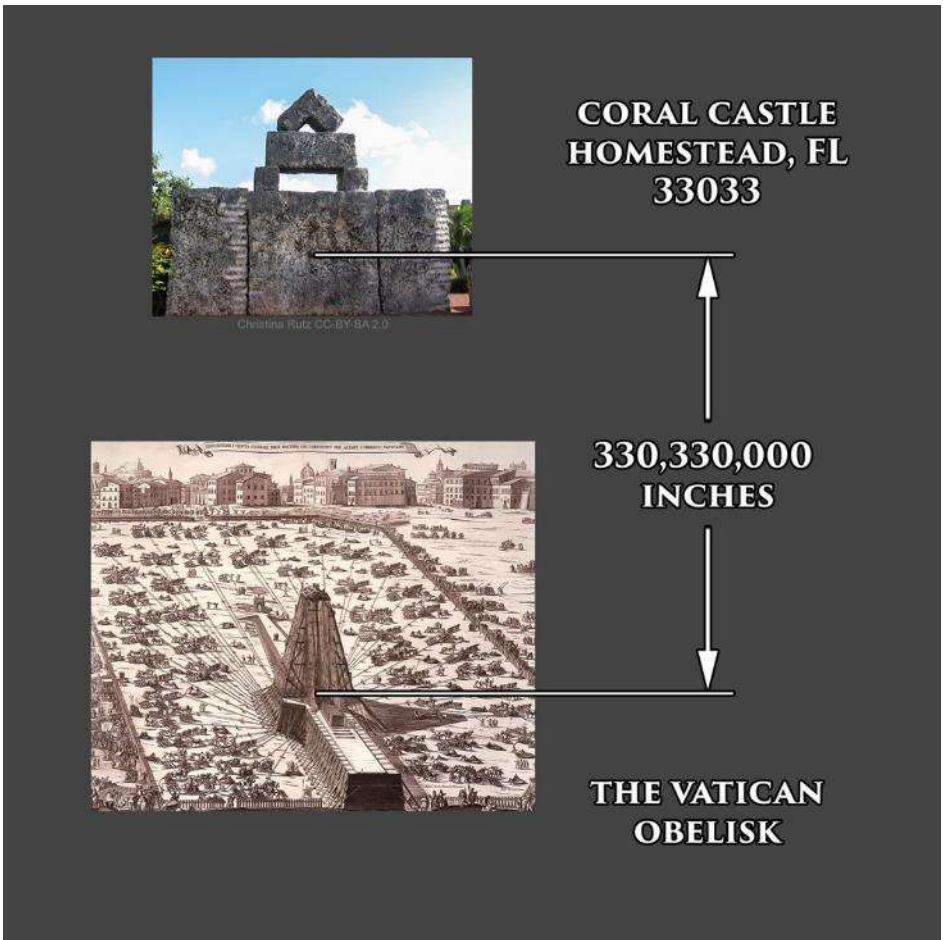 CORAL CASTLE
HOMESTEAD, FL
33033
Christina Rutz CC-BY-SA 2.0
330,330,000
INCHES
THE VATICAN
OBELISK